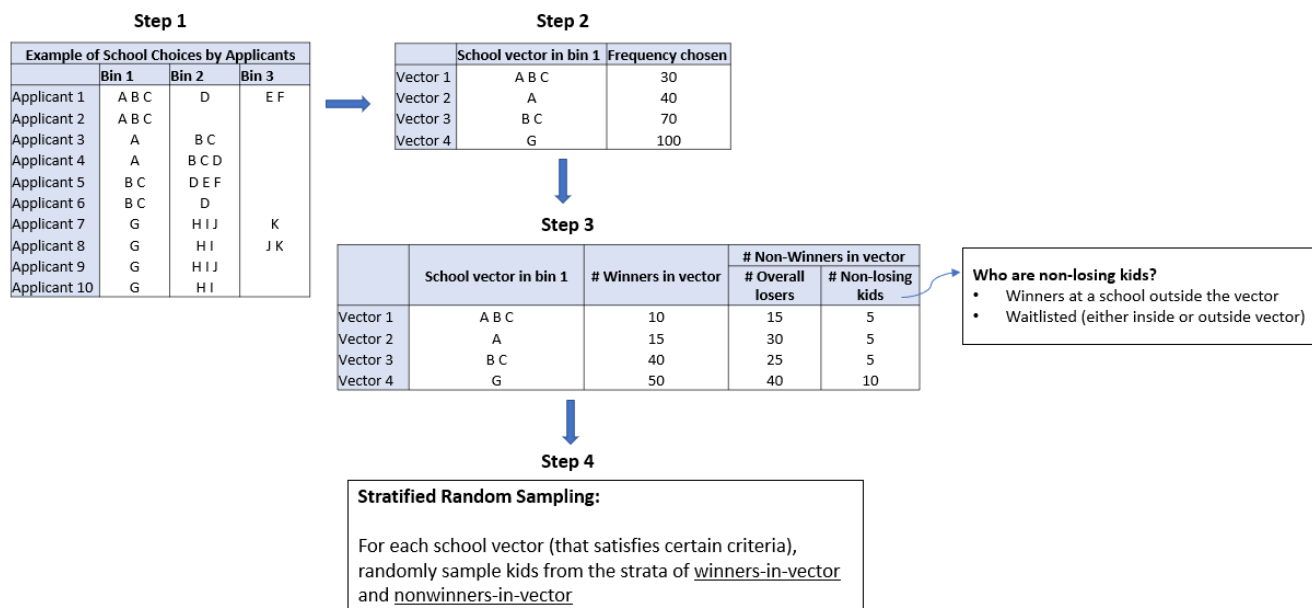 Step 1
Example of School Choices by Applicants
Bin 1 Bin 2 Bin 3
Applicant 1 A B C D E F
Applicant 2 A B C
Applicant 3 A B C
Applicant 4 A B C D
Applicant 5 B C D E F
Applicant 6 B C D
Applicant 7 G H I J K
Applicant 8 G H I J K
Applicant 9 G H I J
Applicant 10 G H I
Step 2
School vector in bin 1 Frequency chosen
Vector 1 A B C 30
Vector 2 A 40
Vector 3 B C 70
Vector 4 G 100
Step 3
# Non-Winners in vector
School vector in bin 1 # Winners in vector # Overall losers # Non-losing kids
Vector 1 A B C 10 15 5
Vector 2 A 15 30 5
Vector 3 B C 40 25 5
Vector 4 G 50 40 10
Who are non-losing kids?
• Winners at a school outside the vector
• Waitlisted (either inside or outside vector)
Step 4
Stratified Random Sampling:
For each school vector (that satisfies certain criteria),
randomly sample kids from the strata of winners-in-vector
and nonwinners-in-vector